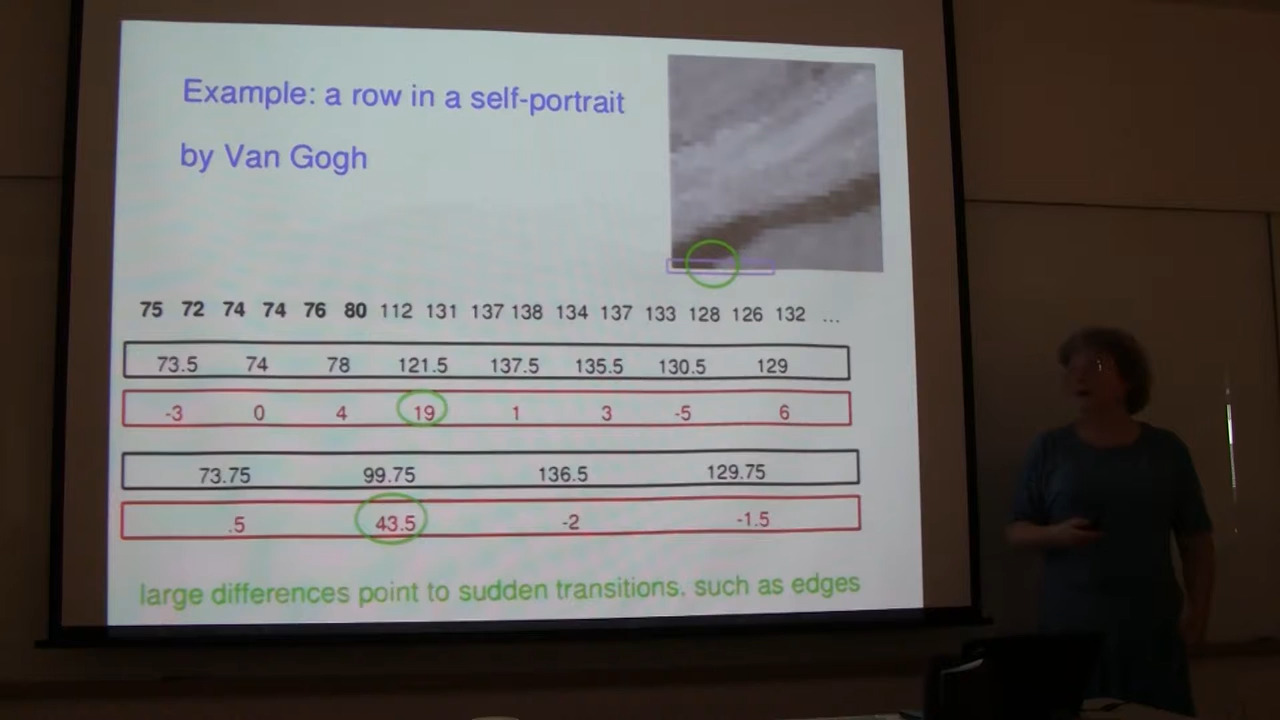 Example: a row in a self-portrait
by Van Gogh
75 72 74 74 76 80 112 131 137 138 134 137 133 128 126 132 ...
73.5 74 78 121.5 137.5 135.5 130.5 129
-3 0 4 19 1 3 -5 6
73.75 99.75 136.5 129.75
.5 43.5 -2 -1.5
large differences point to sudden transitions. such as edges